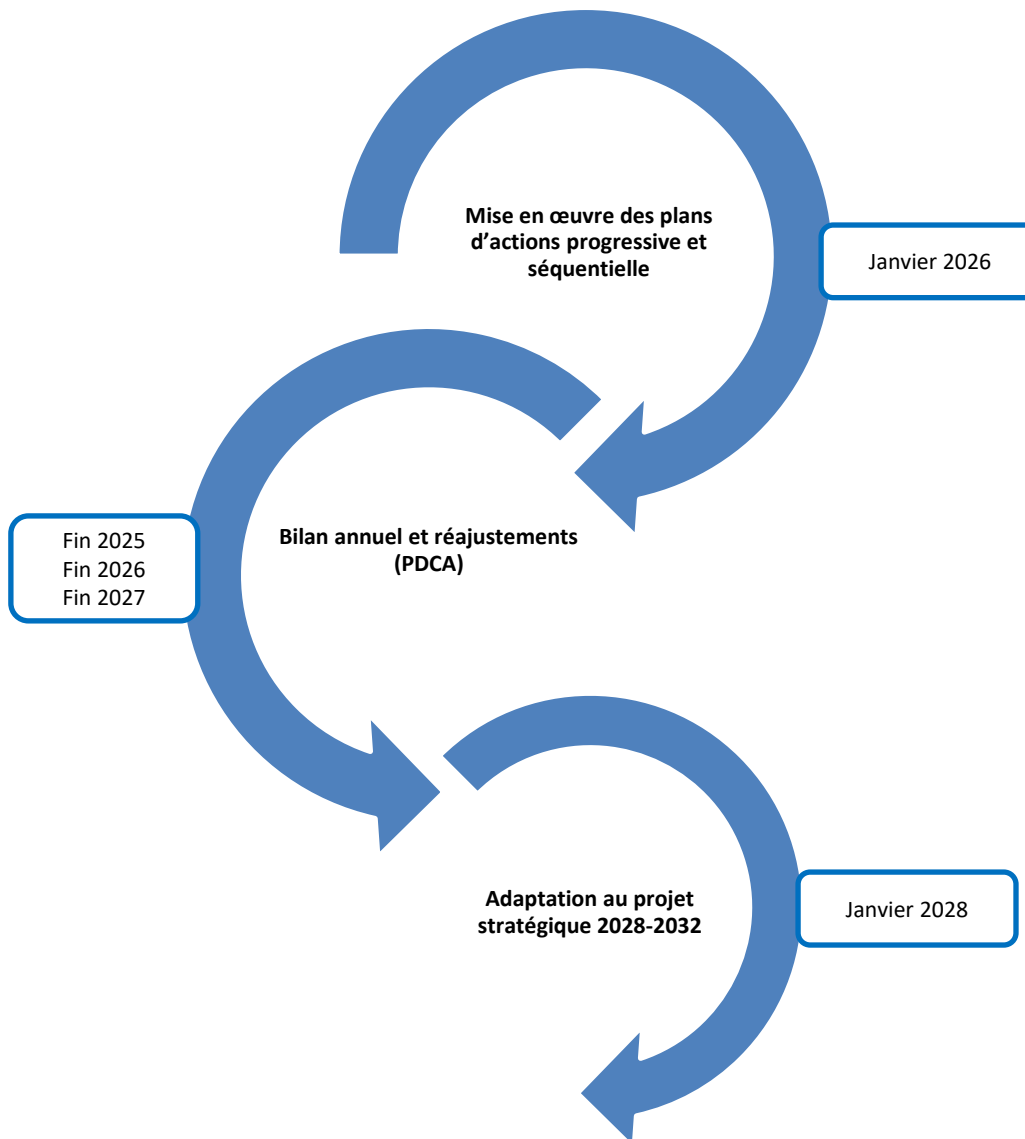 Mise en œuvre des plans
d’actions progressive et
séquentielle
Janvier 2026
Bilan annuel et réajustements
(PDCA)
Fin 2025
Fin 2026
Fin 2027
Adaptation au projet
stratégique 2028-2032
Janvier 2028